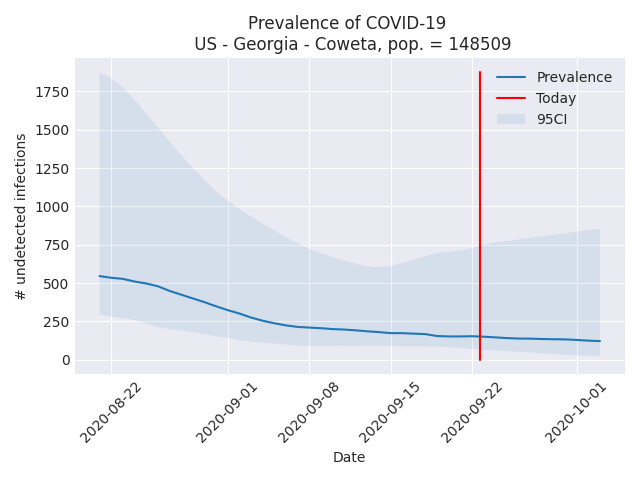 Prevalence of COVID-19
US - Georgia - Coweta, pop. = 148509
Prevalence
Today
95CI
# undetected infections
1750
1500
1250
1000
750
500
250
0
2020-08-22
2020-09-01
2020-09-08
2020-09-15
2020-09-22
2020-10-01
Date